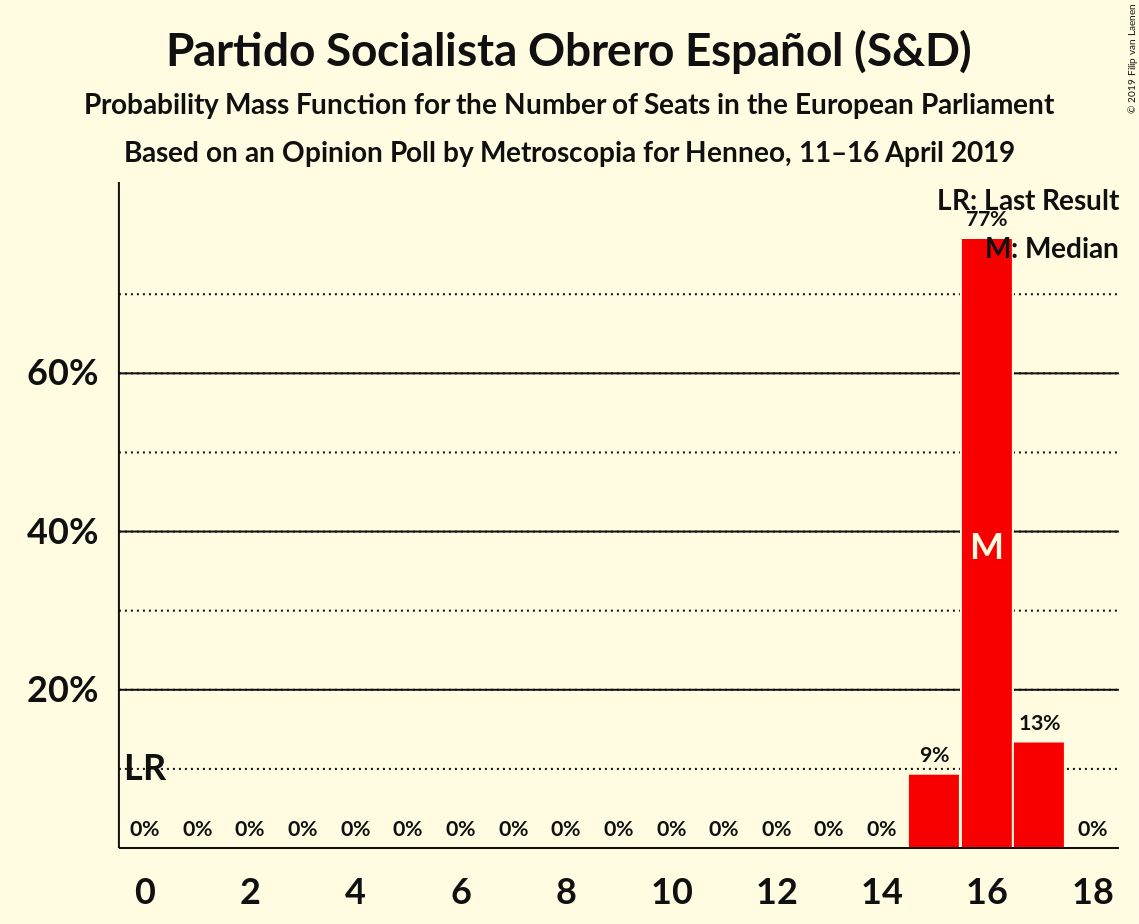 Partido Socialista Obrero Español (S&D)
Probability Mass Function for the Number of Seats in the European Parliament
Based on an Opinion Poll by Metroscopia for Henneo, 11–16 April 2019
© 2019 Filip van Laenen
LR: Last Result
77%
M: Median
60%
40%
M
20%
13%
9%
LR
0% 0% 0% 0% 0% 0% 0% 0% 0% 0% 0% 0% 0% 0% 0% 0%
0 2 4 6 8 10 12 14 16 18